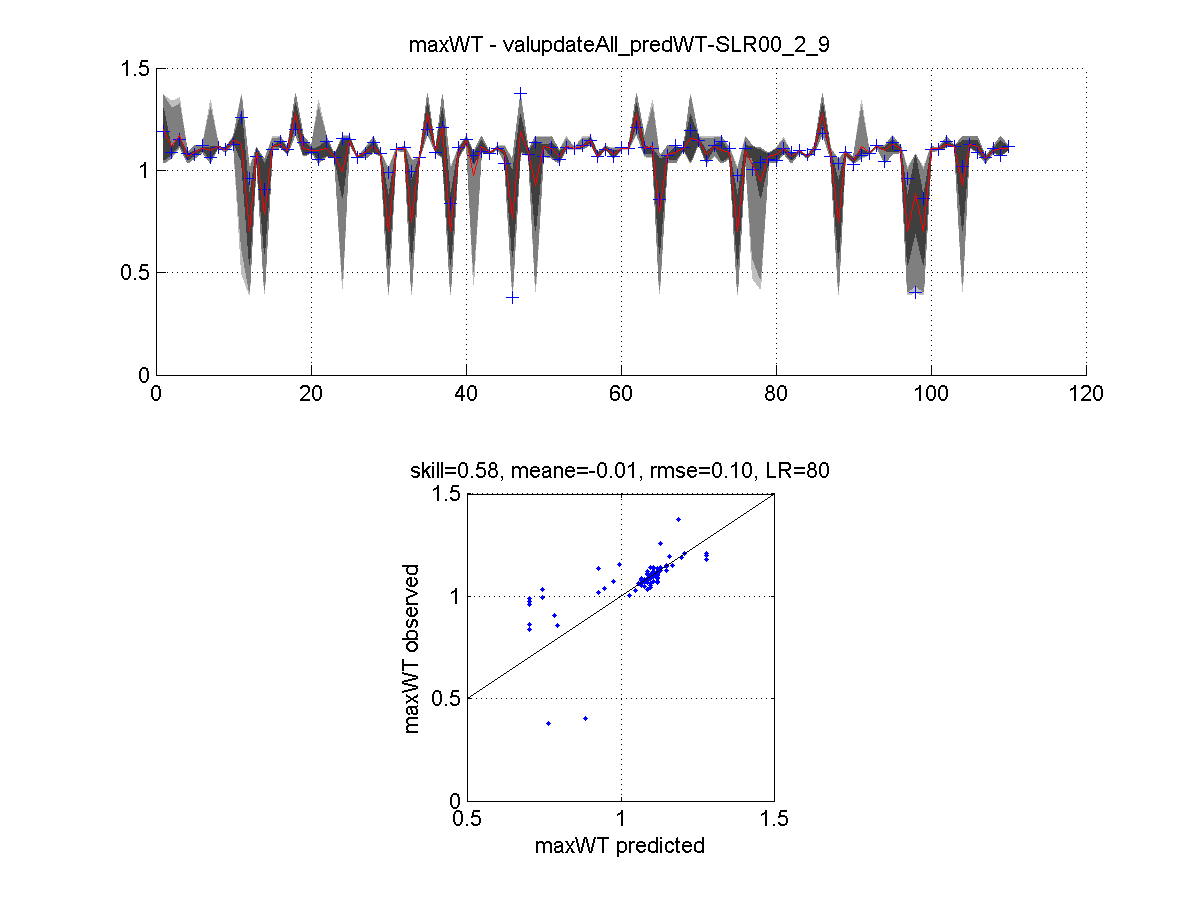 maxWT - valupdateAll_predWT-SLR00_2_9
1.5
1
0.5
0
0 20 40 60 80 100 120
skill=0.58, meane=-0.01, rmse=0.10, LR=80
1.5
1
0.5
0
maxWT observed
0.5 1 1.5
maxWT predicted